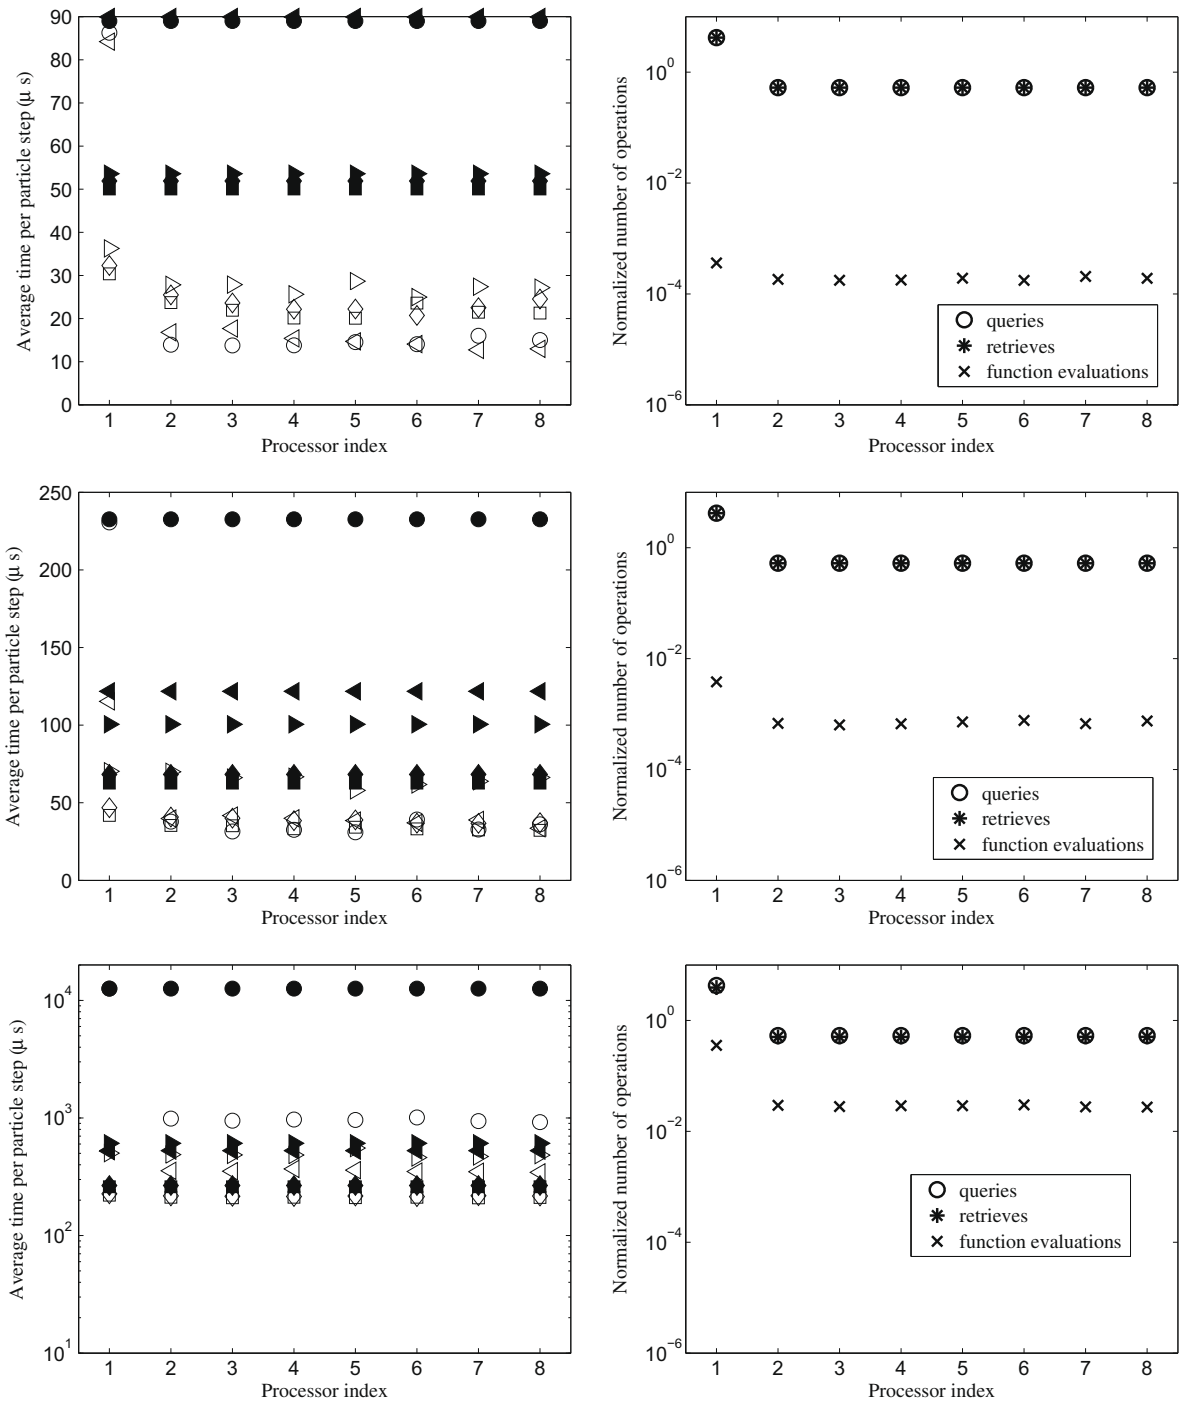 Average time per particle step (μ s)
90
80
70
60
50
40
30
20
10
0
1 2 3 4 5 6 7 8
Processor index
Normalized number of operations
10^0
10^−2
10^−4
10^−6
queries
retrieves
function evaluations
1 2 3 4 5 6 7 8
Processor index
Average time per particle step (μ s)
250
200
150
100
50
0
1 2 3 4 5 6 7 8
Processor index
Normalized number of operations
10^0
10^−2
10^−4
10^−6
queries
retrieves
function evaluations
1 2 3 4 5 6 7 8
Processor index
Average time per particle step (μ s)
10^4
10^3
10^2
10^1
1 2 3 4 5 6 7 8
Processor index
Normalized number of operations
10^0
10^−2
10^−4
10^−6
queries
retrieves
function evaluations
1 2 3 4 5 6 7 8
Processor index